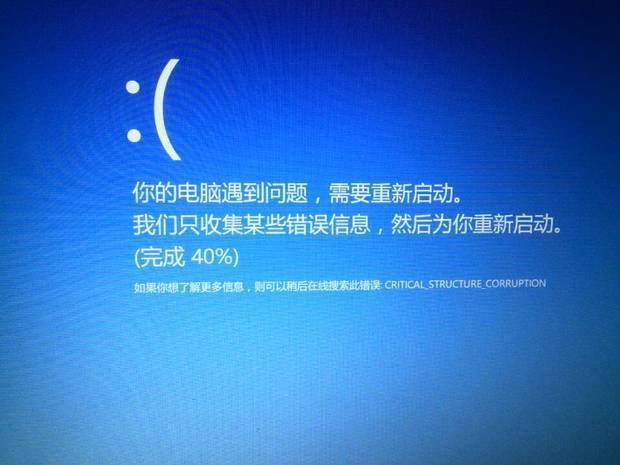 :(
你的电脑遇到问题，需要重新启动。
我们只收集某些错误信息，然后为你重新启动。
(完成 40%)
如果你想了解更多信息，则可以稍后在线搜索此错误: CRITICAL_STRUCTURE_CORRUPTION